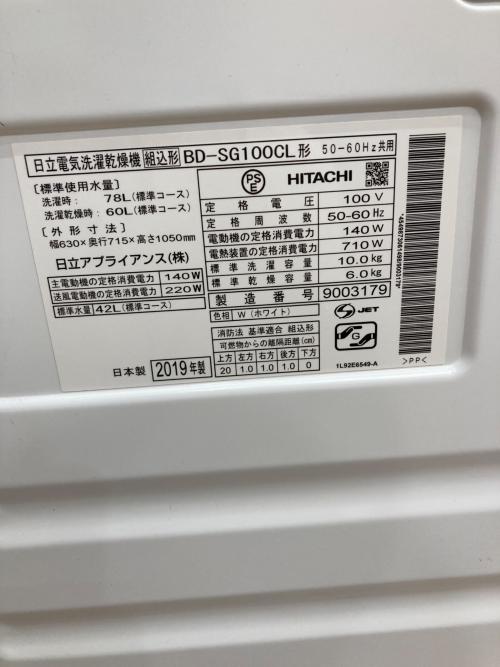 日立電気洗濯乾燥機 組込形 BD-SG100CL形 50-60Hz共用
〔標準使用水量〕
洗濯時： 78L(標準コース)
洗濯乾燥時：60L(標準コース)
〔外形寸法〕
幅630×奥行715×高さ1050mm
日立アプライアンス(株)
主電動機の定格消費電力 140W
送風電動機の定格消費電力 220W
標準水量 42L(標準コース)
日本製 2019年製
PSE HITACHI
定格電圧 100V
定格周波数 50-60Hz
電動機の定格消費電力 140W
電熱装置の定格消費電力 710W
標準洗濯容量 10.0kg
標準乾燥容量 6.0kg
製造番号 9003179
色相 W(ホワイト)
消防法 基準適合 組込形
可燃物からの離隔距離(cm)
上方 左方 右方 後方 下方
20 1.0 1.0 1.0 0
JET
G
1L92E6549-A
>PP<